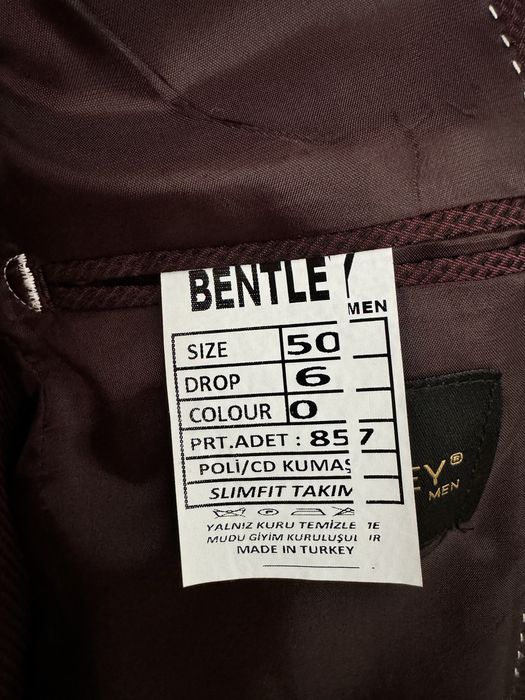 BENTLEY
MEN
SIZE 50
DROP 6
COLOUR 0
PRT.ADET : 857
POLİ/CD KUMAŞ
SLIMFIT TAKIM
YALNIZ KURU TEMİZLE
MUDU GİYİM KURULUŞU
MADE IN TURKEY
EY®
MEN